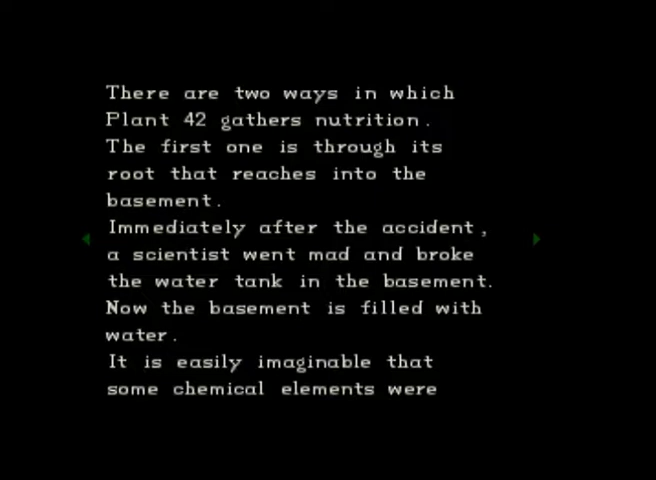 There are two ways in which
Plant 42 gathers nutrition.
The first one is through its
root that reaches into the
basement.
Immediately after the accident,
a scientist went mad and broke
the water tank in the basement.
Now the basement is filled with
water.
It is easily imaginable that
some chemical elements were